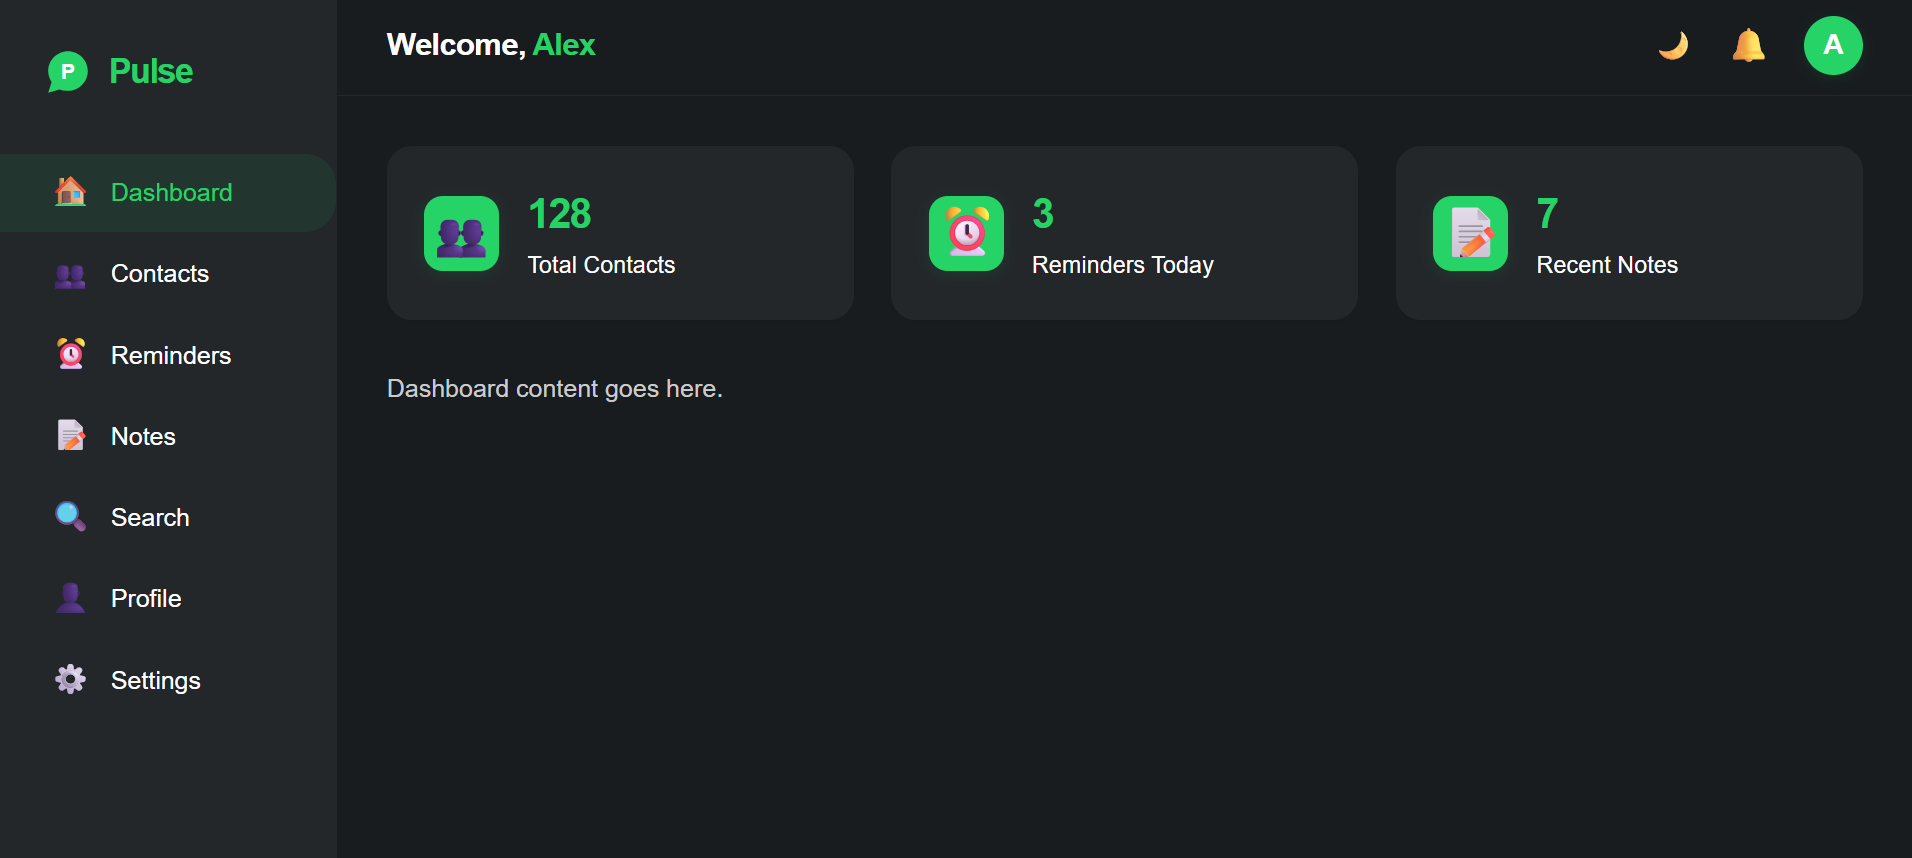 P
Pulse
Dashboard
Contacts
Reminders
Notes
Search
Profile
Settings
Welcome, Alex
A
128
Total Contacts
3
Reminders Today
7
Recent Notes
Dashboard content goes here.